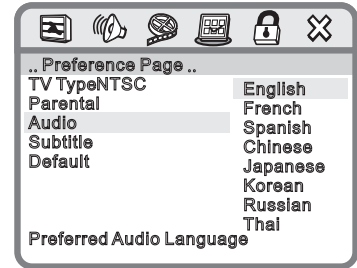 .. Preference Page ..
TV TypeNTSC
Parental
Audio
Subtitle
Default
English
French
Spanish
Chinese
Japanese
Korean
Russian
Thai
Preferred Audio Language